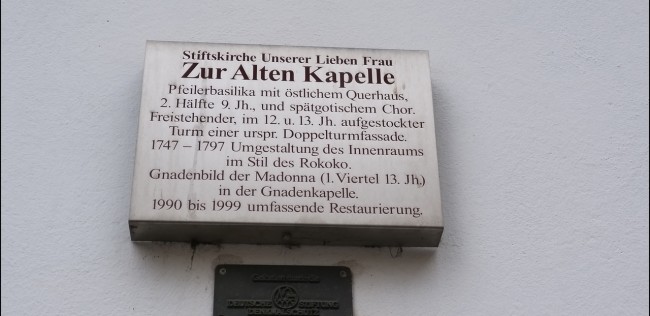 Stiftskirche Unserer Lieben Frau
Zur Alten Kapelle
Pfeilerbasilika mit östlichem Querhaus,
2. Hälfte 9. Jh., und spätgotischem Chor.
Freistehender, im 12. u. 13. Jh. aufgestockter
Turm einer urspr. Doppelturmfassade.
1747 – 1797 Umgestaltung des Innenraums
im Stil des Rokoko.
Gnadenbild der Madonna (1. Viertel 13. Jh.)
in der Gnadenkapelle.
1990 bis 1999 umfassende Restaurierung.
DEUTSCHE STIFTUNG